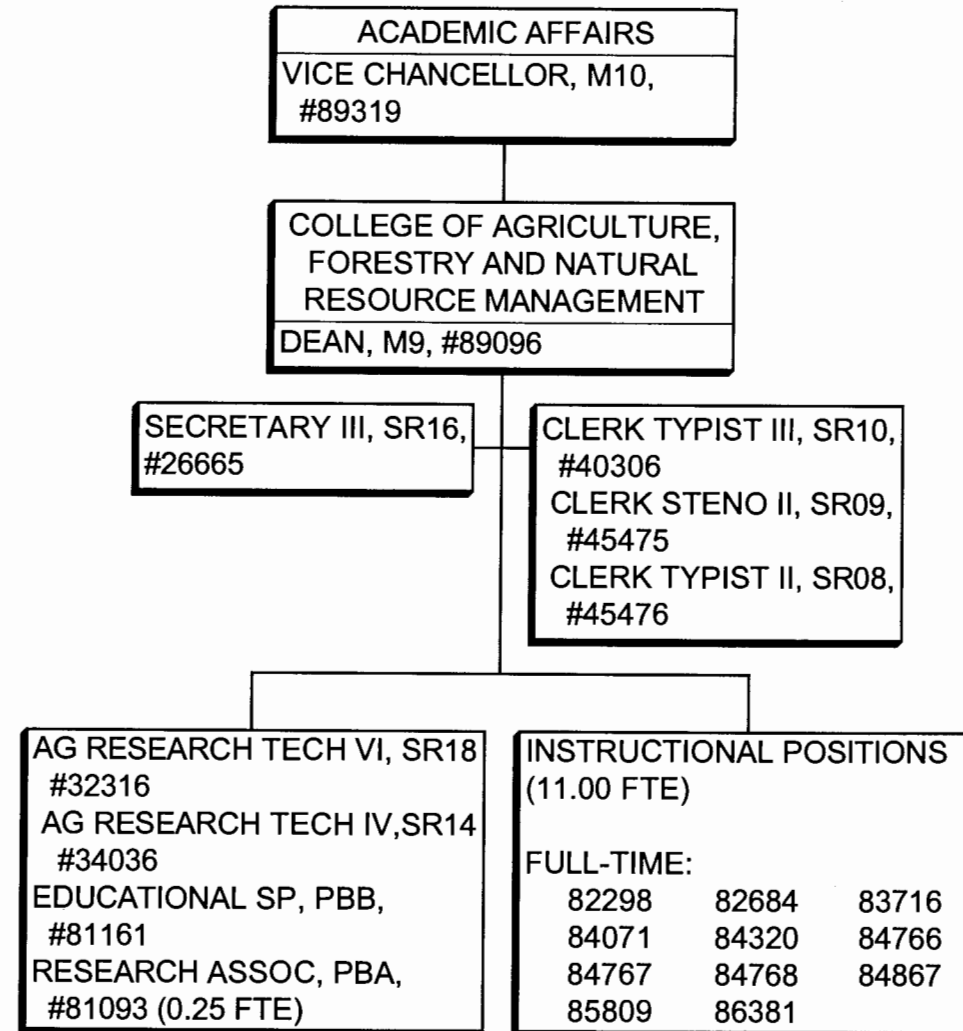 ACADEMIC AFFAIRS
VICE CHANCELLOR, M10,
#89319
COLLEGE OF AGRICULTURE,
FORESTRY AND NATURAL
RESOURCE MANAGEMENT
DEAN, M9, #89096
SECRETARY III, SR16,
#26665
CLERK TYPIST III, SR10,
#40306
CLERK STENO II, SR09,
#45475
CLERK TYPIST II, SR08,
#45476
AG RESEARCH TECH VI, SR18
#32316
AG RESEARCH TECH IV,SR14
#34036
EDUCATIONAL SP, PBB,
#81161
RESEARCH ASSOC, PBA,
#81093 (0.25 FTE)
INSTRUCTIONAL POSITIONS
(11.00 FTE)
FULL-TIME:
82298 82684 83716
84071 84320 84766
84767 84768 84867
85809 86381